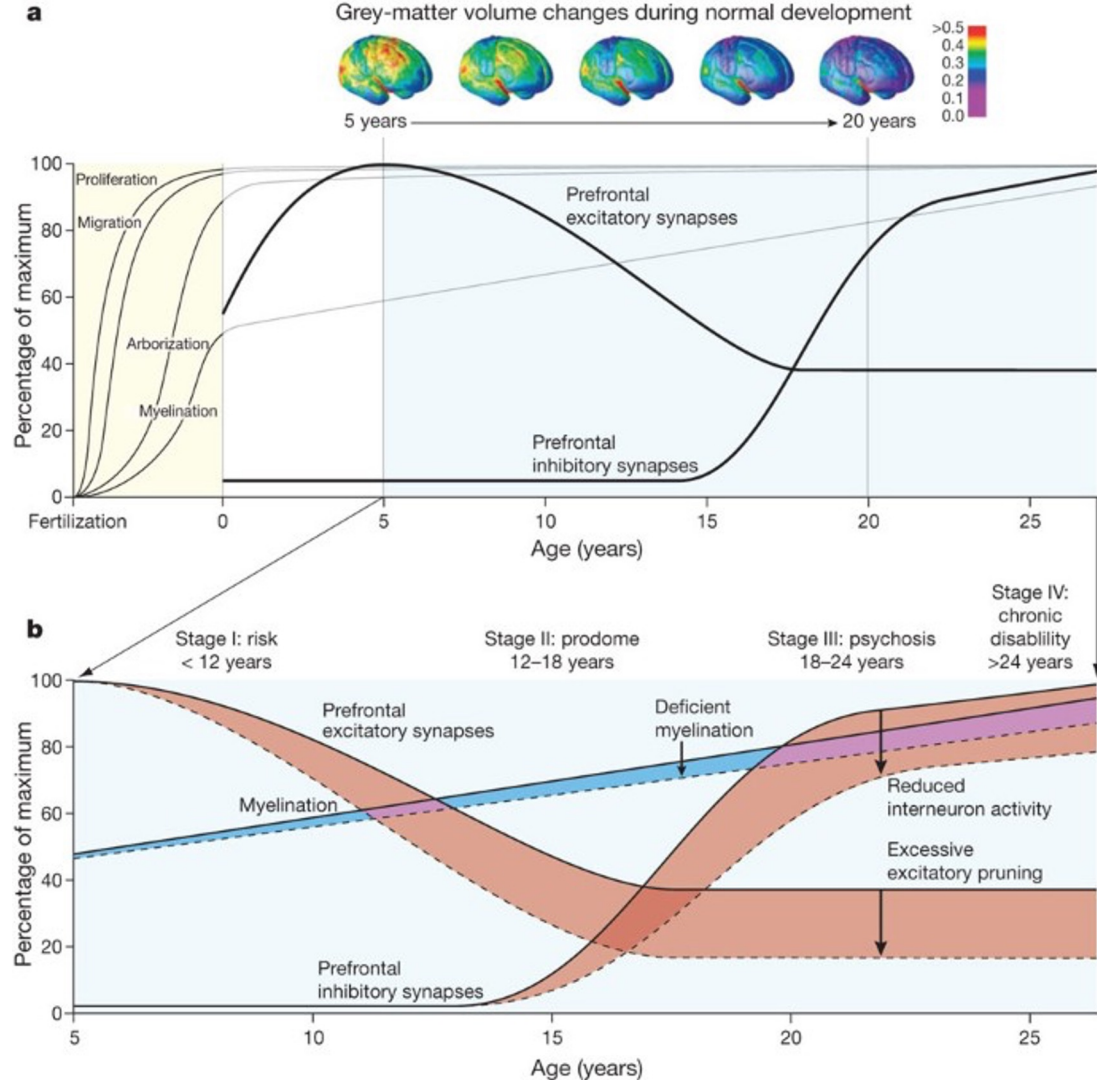 a
Grey-matter volume changes during normal development
>0.5
0.4
0.3
0.2
0.1
0.0
5 years
20 years
Percentage of maximum
100
80
60
40
20
0
Proliferation
Migration
Arborization
Myelination
Prefrontal
excitatory synapses
Prefrontal
inhibitory synapses
Fertilization
0
5
10
15
20
25
Age (years)
b
Stage I: risk
< 12 years
Stage II: prodome
12–18 years
Stage III: psychosis
18–24 years
Stage IV:
chronic
disablility
>24 years
Percentage of maximum
100
80
60
40
20
0
Prefrontal
excitatory synapses
Deficient
myelination
Myelination
Reduced
interneuron activity
Excessive
excitatory pruning
Prefrontal
inhibitory synapses
5
10
15
20
25
Age (years)